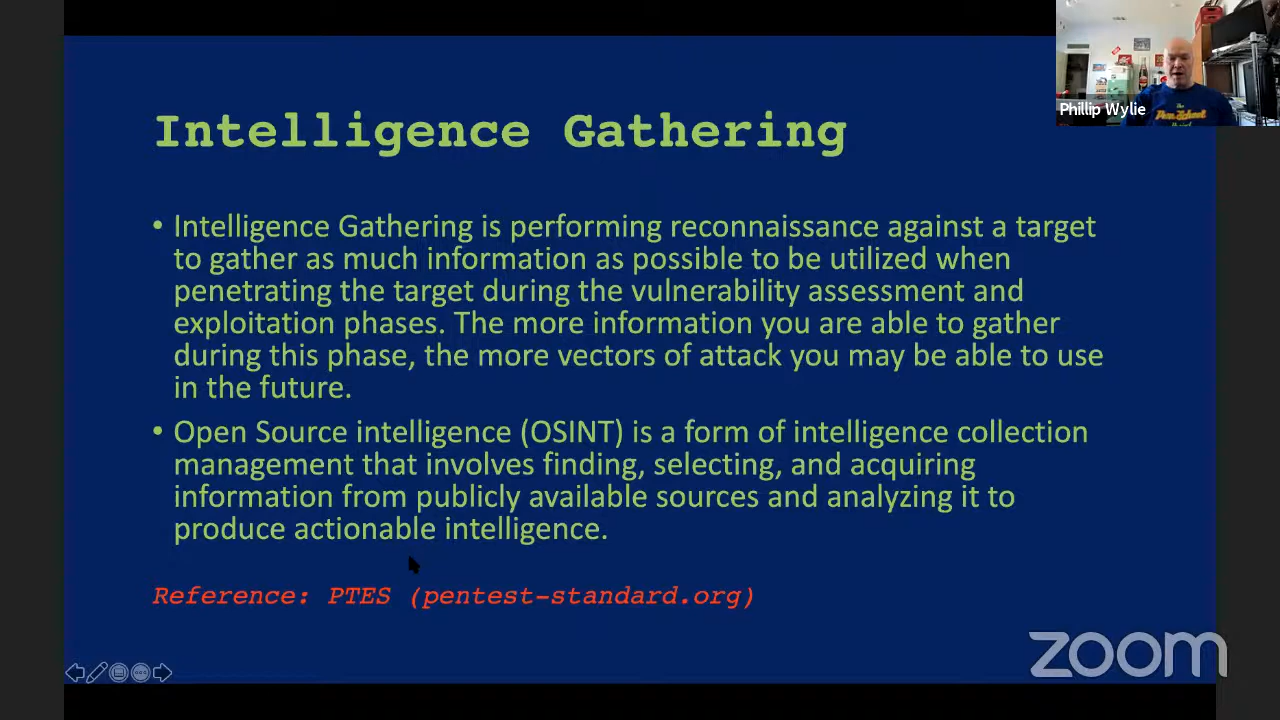 Phillip Wylie
Intelligence Gathering
• Intelligence Gathering is performing reconnaissance against a target
to gather as much information as possible to be utilized when
penetrating the target during the vulnerability assessment and
exploitation phases. The more information you are able to gather
during this phase, the more vectors of attack you may be able to use
in the future.
• Open Source intelligence (OSINT) is a form of intelligence collection
management that involves finding, selecting, and acquiring
information from publicly available sources and analyzing it to
produce actionable intelligence.
Reference: PTES (pentest-standard.org)
zoom